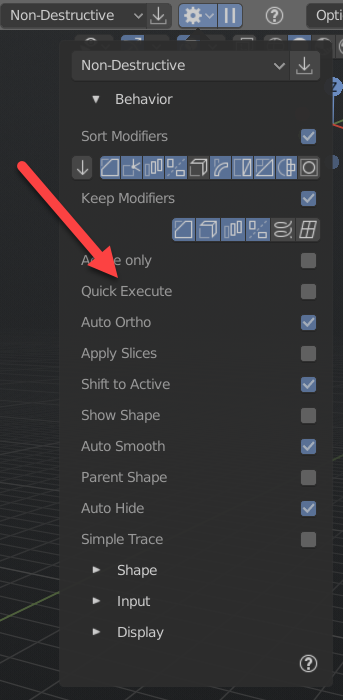 Non-Destructive
Opti
Non-Destructive
Behavior
Sort Modifiers
Keep Modifiers
only
Quick Execute
Auto Ortho
Apply Slices
Shift to Active
Show Shape
Auto Smooth
Parent Shape
Auto Hide
Simple Trace
Shape
Input
Display